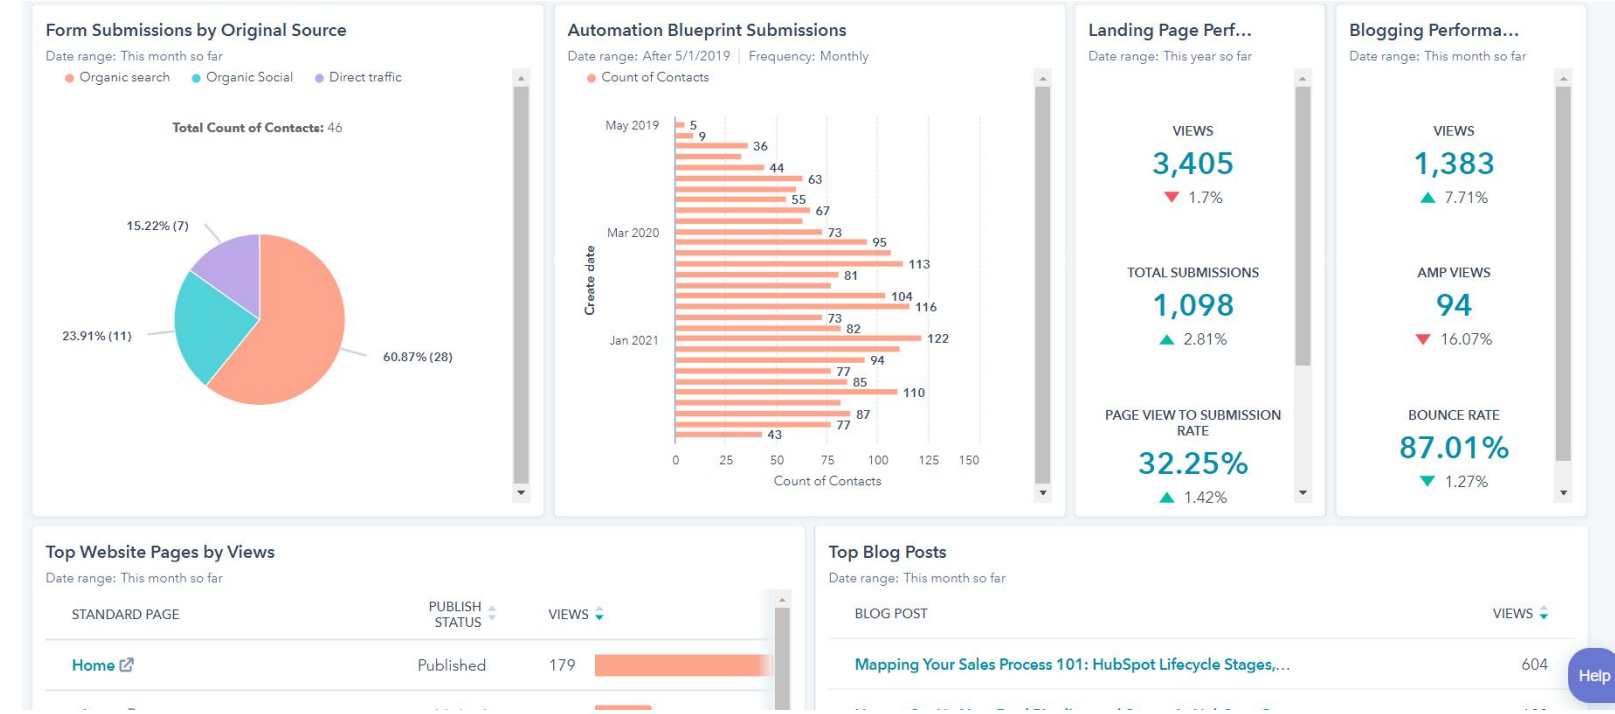 Form Submissions by Original Source
Date range: This month so far
Organic search Organic Social Direct traffic
Total Count of Contacts: 46
15.22% (7)
23.91% (11)
60.87% (28)
Automation Blueprint Submissions
Date range: After 5/1/2019 Frequency: Monthly
Count of Contacts
Create date
May 2019
Mar 2020
Jan 2021
5
9
36
44
63
55
67
73
95
113
81
104
116
73
82
122
94
77
85
110
87
77
43
0 25 50 75 100 125 150
Count of Contacts
Landing Page Perf...
Date range: This year so far
VIEWS
3,405
1.7%
TOTAL SUBMISSIONS
1,098
2.81%
PAGE VIEW TO SUBMISSION
RATE
32.25%
1.42%
Blogging Performa...
Date range: This month so far
VIEWS
1,383
7.71%
AMP VIEWS
94
16.07%
BOUNCE RATE
87.01%
1.27%
Top Website Pages by Views
Date range: This month so far
STANDARD PAGE PUBLISH STATUS VIEWS
Home Published 179
Top Blog Posts
Date range: This month so far
BLOG POST VIEWS
Mapping Your Sales Process 101: HubSpot Lifecycle Stages,... 604
Help